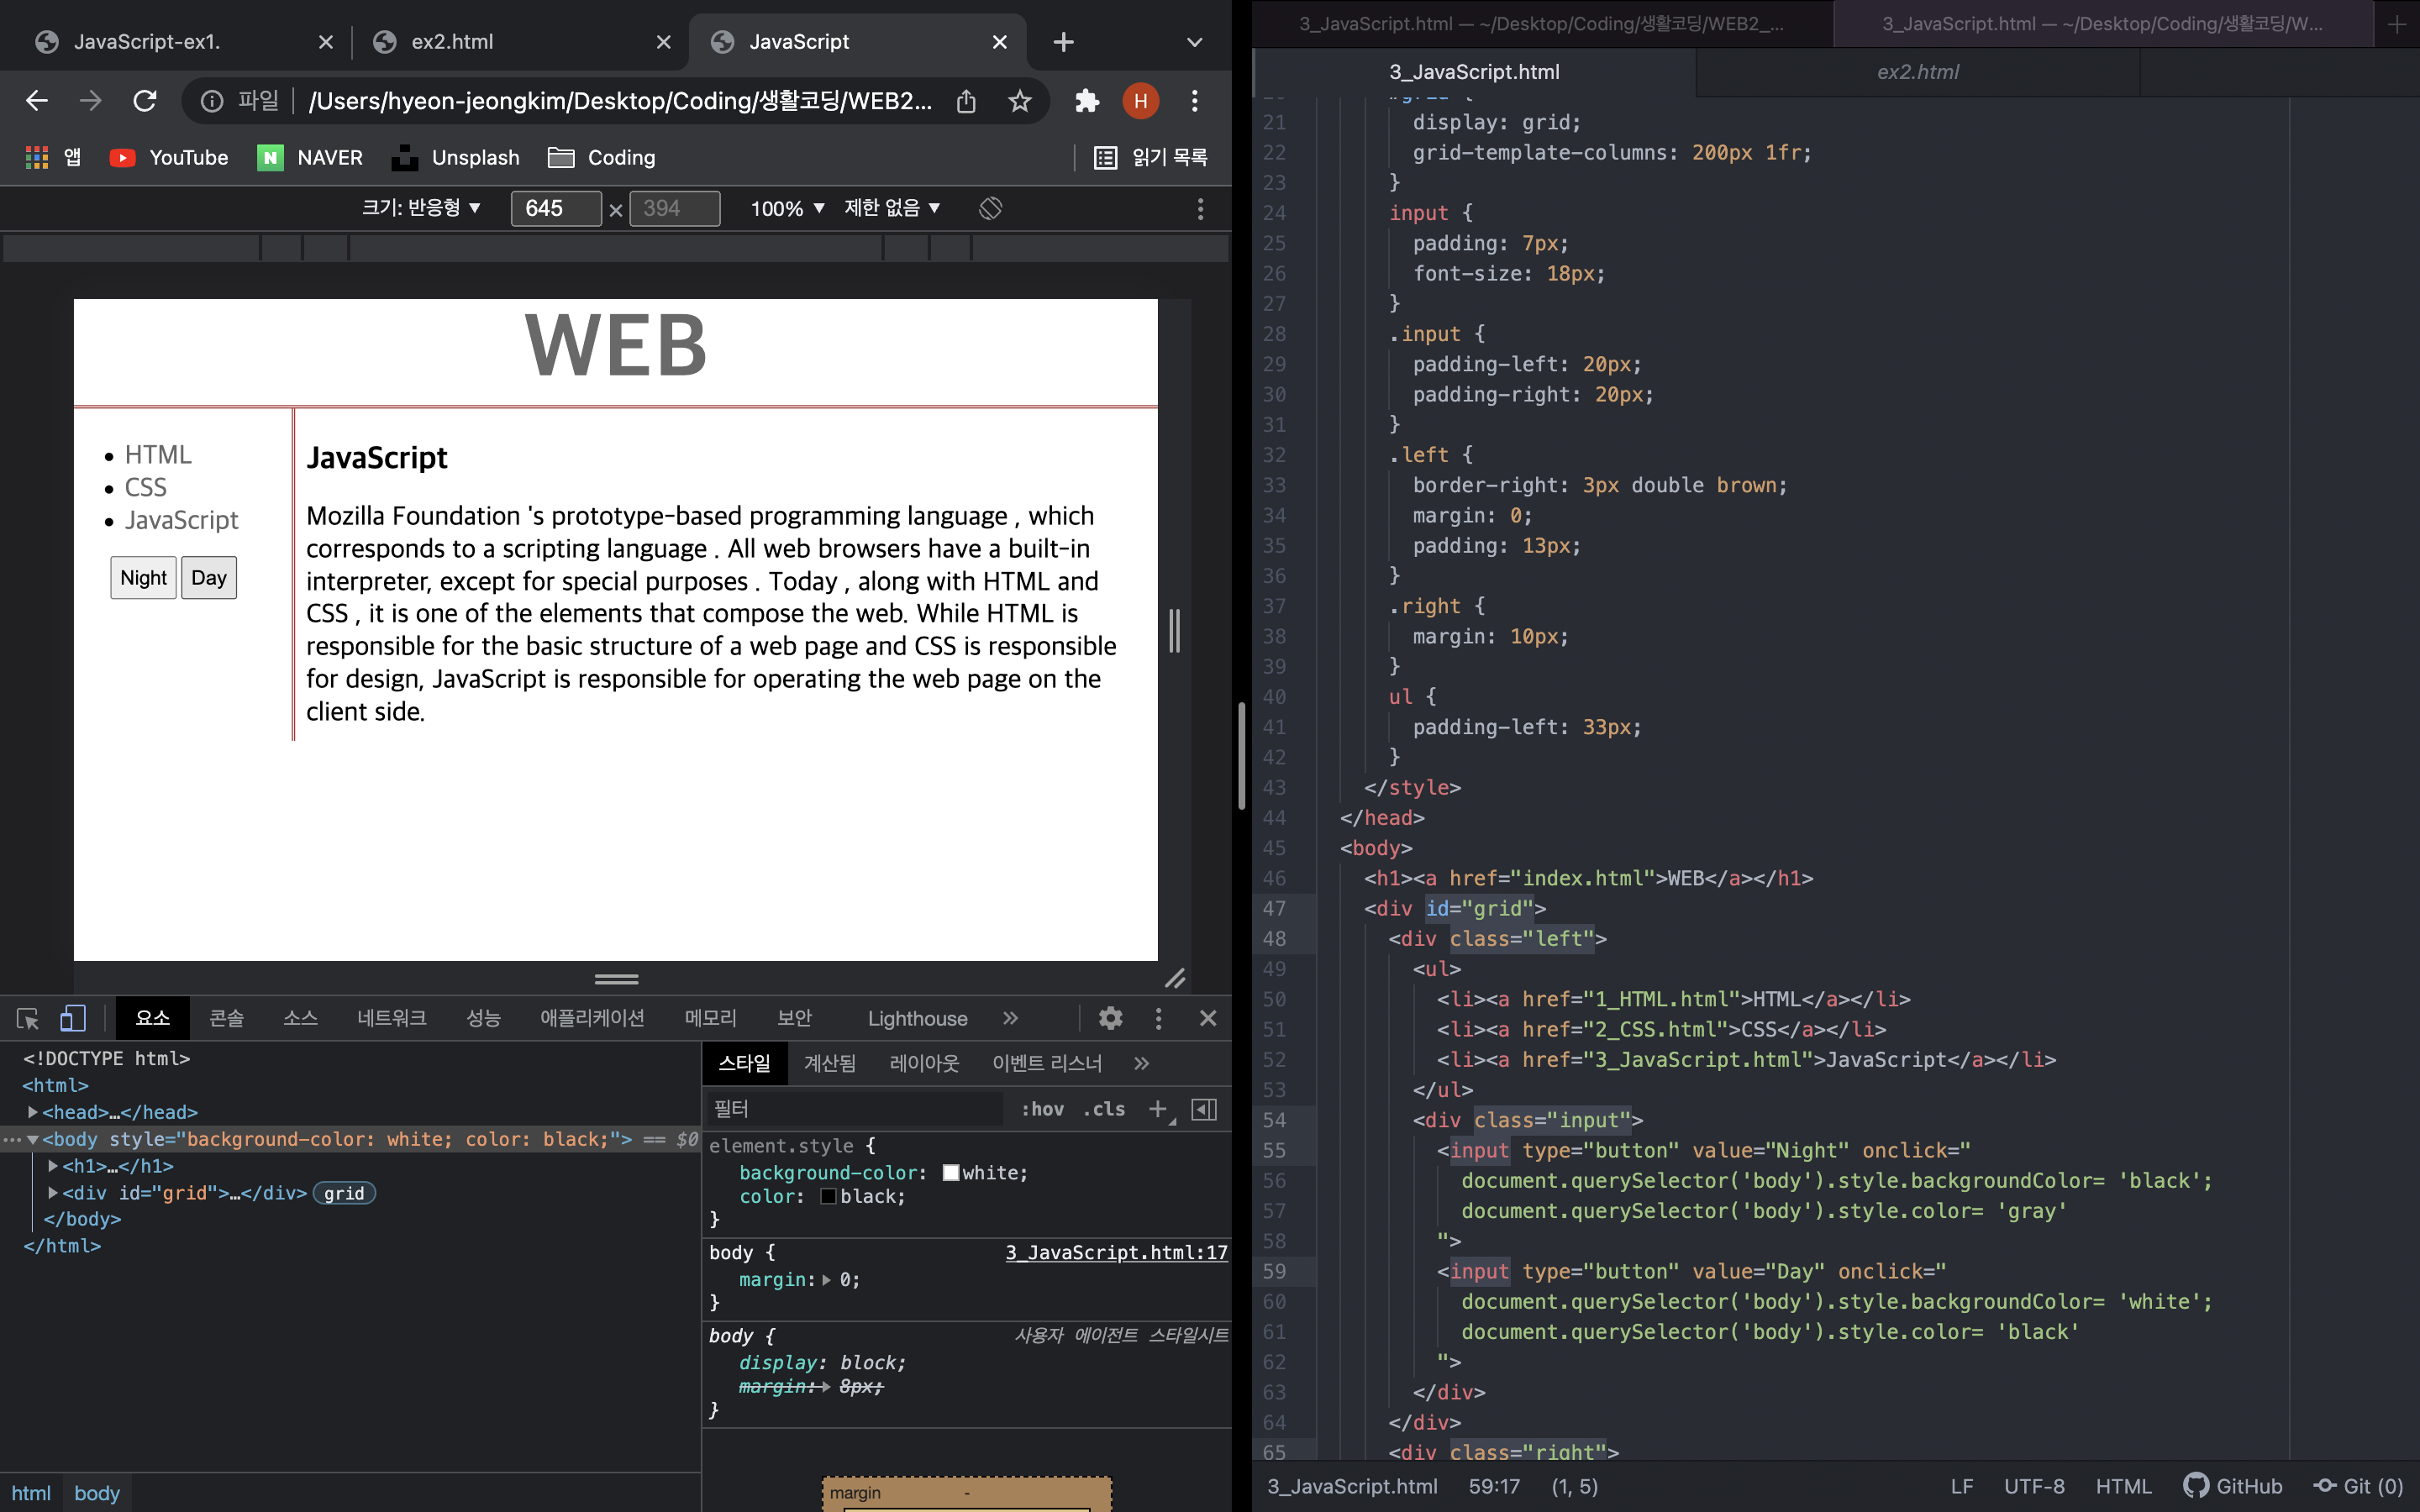 JavaScript-ex1.
ex2.html
JavaScript
파일
/Users/hyeon-jeongkim/Desktop/Coding/생활코딩/WEB2...
H
앱
YouTube
N NAVER
Unsplash
Coding
읽기 목록
크기: 반응형 ▼
645 × 394
100% ▼
제한 없음 ▼
WEB
• HTML
• CSS
• JavaScript
Night
Day
JavaScript
Mozilla Foundation 's prototype-based programming language , which
corresponds to a scripting language . All web browsers have a built-in
interpreter, except for special purposes . Today , along with HTML and
CSS , it is one of the elements that compose the web. While HTML is
responsible for the basic structure of a web page and CSS is responsible
for design, JavaScript is responsible for operating the web page on the
client side.
요소 콘솔 소스 네트워크 성능 애플리케이션 메모리 보안 Lighthouse »
<!DOCTYPE html>
<html>
▶<head>…</head>
···▼<body style="background-color: white; color: black;"> == $0
▶<h1>…</h1>
▶<div id="grid">…</div> grid
</body>
</html>
html body
스타일 계산됨 레이아웃 이벤트 리스너 »
필터 :hov .cls +
element.style {
background-color: white;
color: black;
}
body { 3_JavaScript.html:17
margin:▶ 0;
}
body { 사용자 에이전트 스타일시트
display: block;
margin:▶ 8px;
}
margin -
3_JavaScript.html — ~/Desktop/Coding/생활코딩/WEB2_...
3_JavaScript.html — ~/Desktop/Coding/생활코딩/W...
3_JavaScript.html
ex2.html
21 display: grid;
22 grid-template-columns: 200px 1fr;
23 }
24 input {
25 padding: 7px;
26 font-size: 18px;
27 }
28 .input {
29 padding-left: 20px;
30 padding-right: 20px;
31 }
32 .left {
33 border-right: 3px double brown;
34 margin: 0;
35 padding: 13px;
36 }
37 .right {
38 margin: 10px;
39 }
40 ul {
41 padding-left: 33px;
42 }
43 </style>
44 </head>
45 <body>
46 <h1><a href="index.html">WEB</a></h1>
47 <div id="grid">
48 <div class="left">
49 <ul>
50 <li><a href="1_HTML.html">HTML</a></li>
51 <li><a href="2_CSS.html">CSS</a></li>
52 <li><a href="3_JavaScript.html">JavaScript</a></li>
53 </ul>
54 <div class="input">
55 <input type="button" value="Night" onclick="
56 document.querySelector('body').style.backgroundColor= 'black';
57 document.querySelector('body').style.color= 'gray'
58 ">
59 <input type="button" value="Day" onclick="
60 document.querySelector('body').style.backgroundColor= 'white';
61 document.querySelector('body').style.color= 'black'
62 ">
63 </div>
64 </div>
65 <div class="right">
3_JavaScript.html 59:17 (1, 5) LF UTF-8 HTML GitHub Git (0)